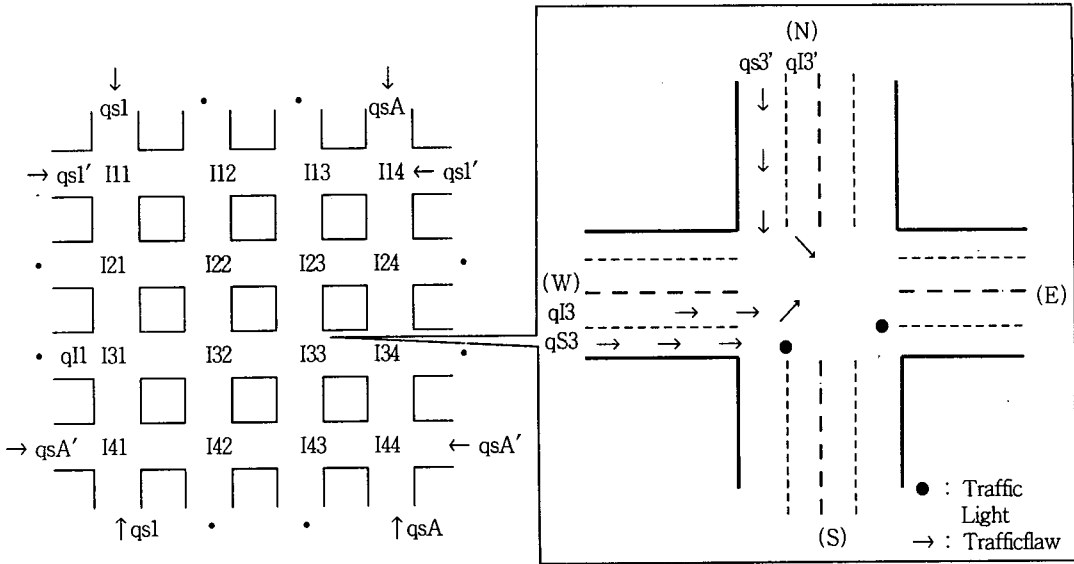 qs1 qsA
→ qs1′ I11 I12 I13 I14 ← qs1′
I21 I22 I23 I24
qI1 I31 I32 I33 I34
→ qsA′ I41 I42 I43 I44 ← qsA′
↑ qs1 ↑ qsA
(N)
qs3' qI3'
(W)
(E)
qI3
qS3
(S)
● : Traffic
Light
→ : Trafficflaw